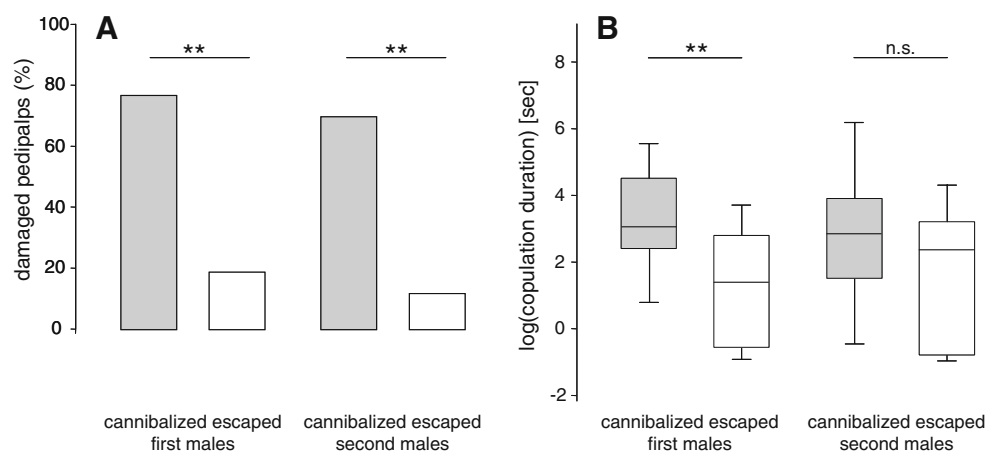 A
100
80
60
40
20
0
damaged pedipalps (%)
**
**
cannibalized escaped
first males
cannibalized escaped
second males
B
8
6
4
2
0
-2
log(copulation duration) [sec]
**
n.s.
cannibalized escaped
first males
cannibalized escaped
second males